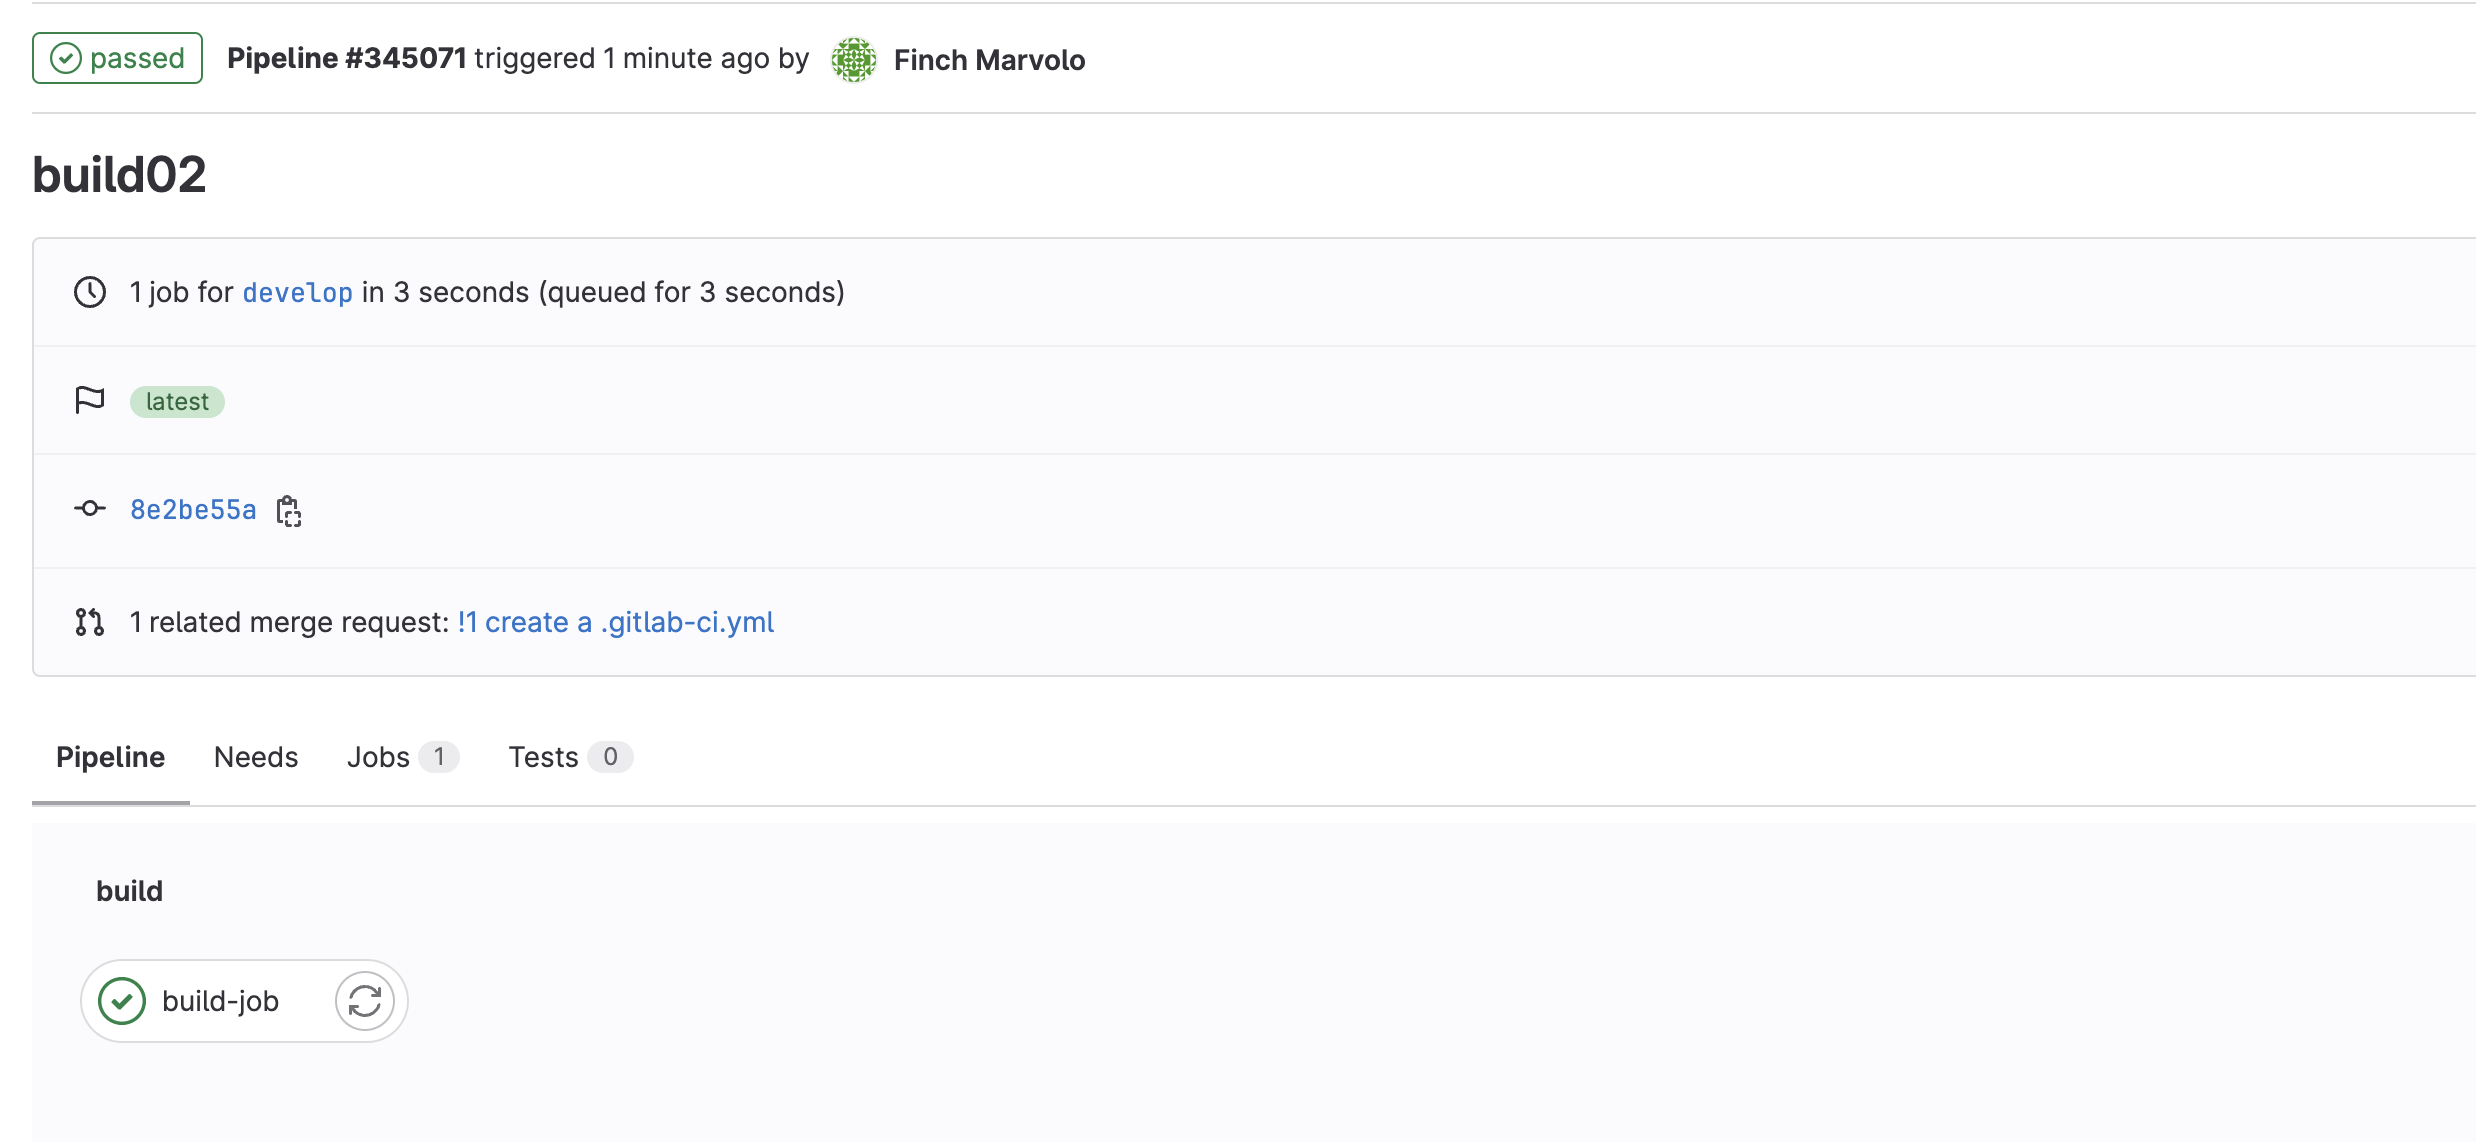 passed Pipeline #345071 triggered 1 minute ago by Finch Marvolo
build02
1 job for develop in 3 seconds (queued for 3 seconds)
latest
8e2be55a
1 related merge request: !1 create a .gitlab-ci.yml
Pipeline Needs Jobs 1 Tests 0
build
build-job